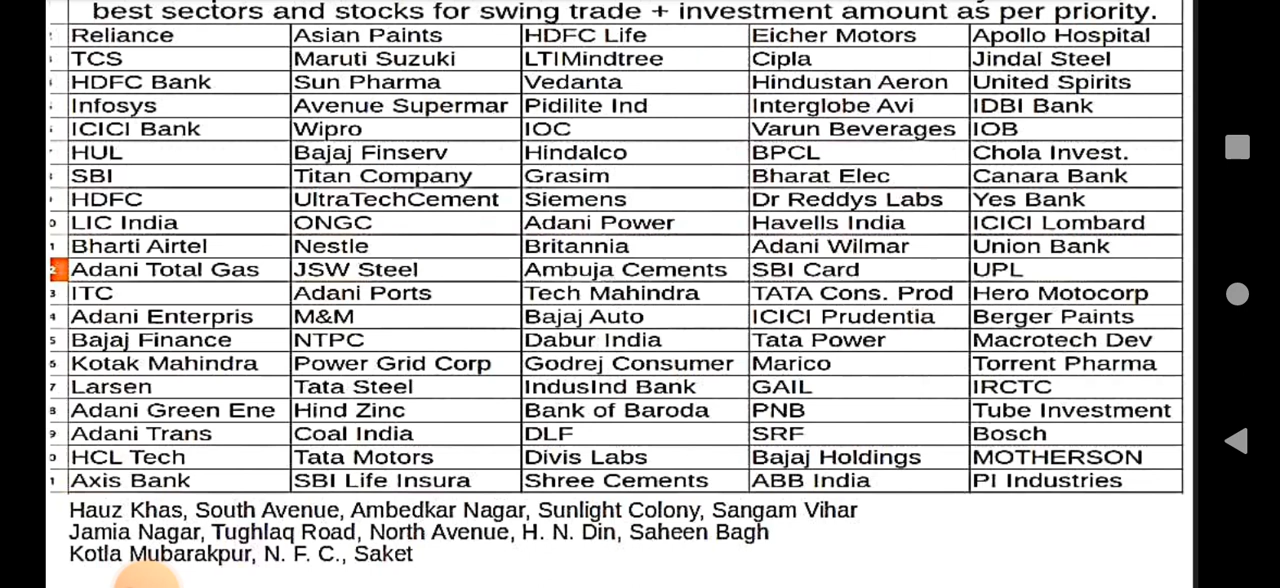 best sectors and stocks for swing trade + investment amount as per priority.
Reliance Asian Paints HDFC Life Eicher Motors Apollo Hospital
TCS Maruti Suzuki LTIMindtree Cipla Jindal Steel
HDFC Bank Sun Pharma Vedanta Hindustan Aeron United Spirits
Infosys Avenue Supermar Pidilite Ind Interglobe Avi IDBI Bank
ICICI Bank Wipro IOC Varun Beverages IOB
HUL Bajaj Finserv Hindalco BPCL Chola Invest.
SBI Titan Company Grasim Bharat Elec Canara Bank
HDFC UltraTechCement Siemens Dr Reddys Labs Yes Bank
LIC India ONGC Adani Power Havells India ICICI Lombard
Bharti Airtel Nestle Britannia Adani Wilmar Union Bank
Adani Total Gas JSW Steel Ambuja Cements SBI Card UPL
ITC Adani Ports Tech Mahindra TATA Cons. Prod Hero Motocorp
Adani Enterpris M&M Bajaj Auto ICICI Prudentia Berger Paints
Bajaj Finance NTPC Dabur India Tata Power Macrotech Dev
Kotak Mahindra Power Grid Corp Godrej Consumer Marico Torrent Pharma
Larsen Tata Steel IndusInd Bank GAIL IRCTC
Adani Green Ene Hind Zinc Bank of Baroda PNB Tube Investment
Adani Trans Coal India DLF SRF Bosch
HCL Tech Tata Motors Divis Labs Bajaj Holdings MOTHERSON
Axis Bank SBI Life Insura Shree Cements ABB India PI Industries
Hauz Khas, South Avenue, Ambedkar Nagar, Sunlight Colony, Sangam Vihar
Jamia Nagar, Tughlaq Road, North Avenue, H. N. Din, Saheen Bagh
Kotla Mubarakpur, N. F. C., Saket